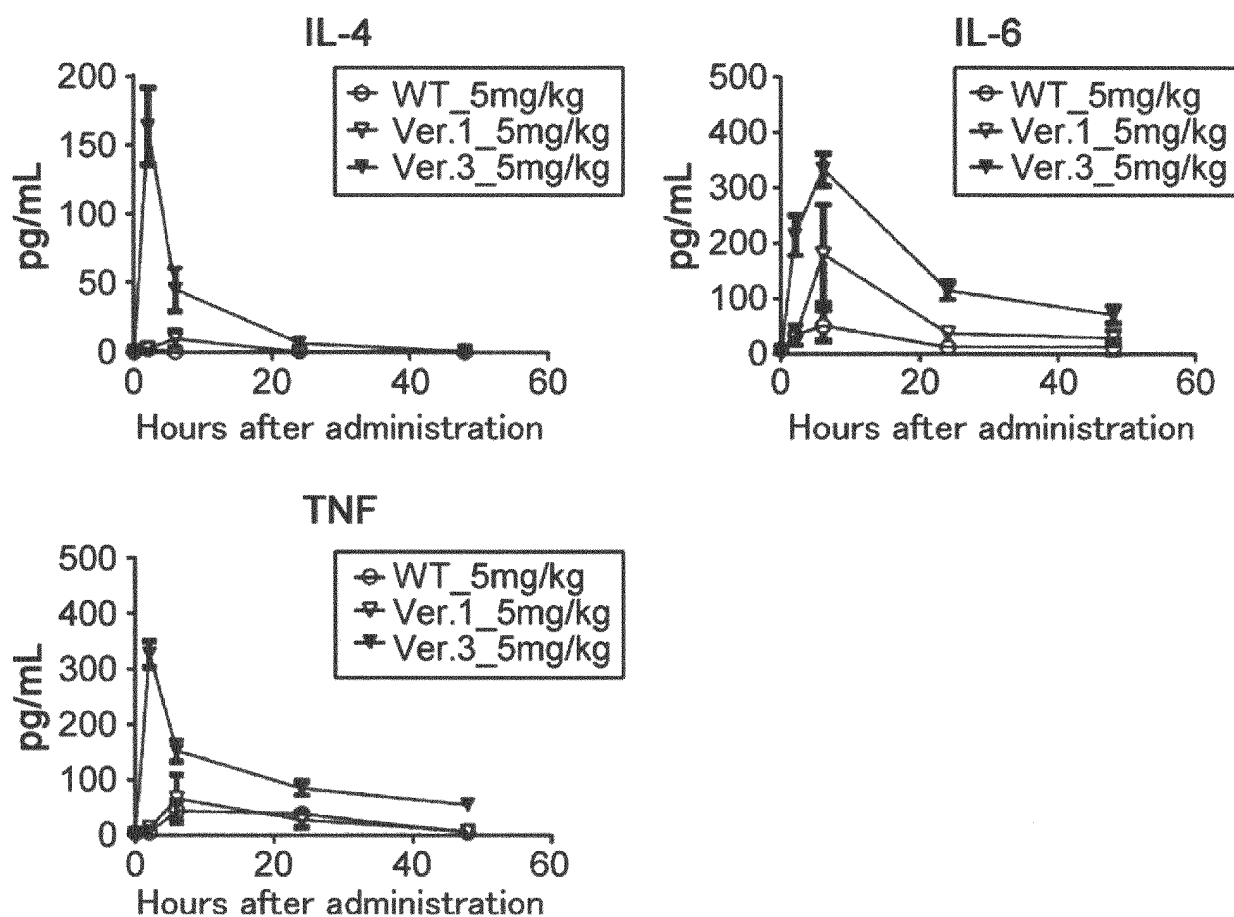 IL-4
200
150
100
50
0
pg/mL
WT_5mg/kg
Ver.1_5mg/kg
Ver.3_5mg/kg
0 20 40 60
Hours after administration
IL-6
500
400
300
200
100
0
pg/mL
WT_5mg/kg
Ver.1_5mg/kg
Ver.3_5mg/kg
0 20 40 60
Hours after administration
TNF
500
400
300
200
100
0
pg/mL
WT_5mg/kg
Ver.1_5mg/kg
Ver.3_5mg/kg
0 20 40 60
Hours after administration